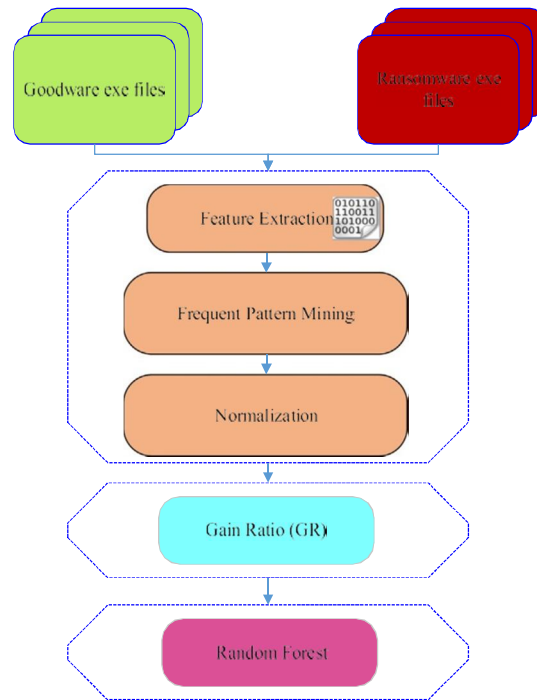 Goodware exe files
Ransomware exe
files
Feature Extraction
010110
110011
101000
0001
Frequent Pattern Mining
Normalization
Gain Ratio (GR)
Random Forest